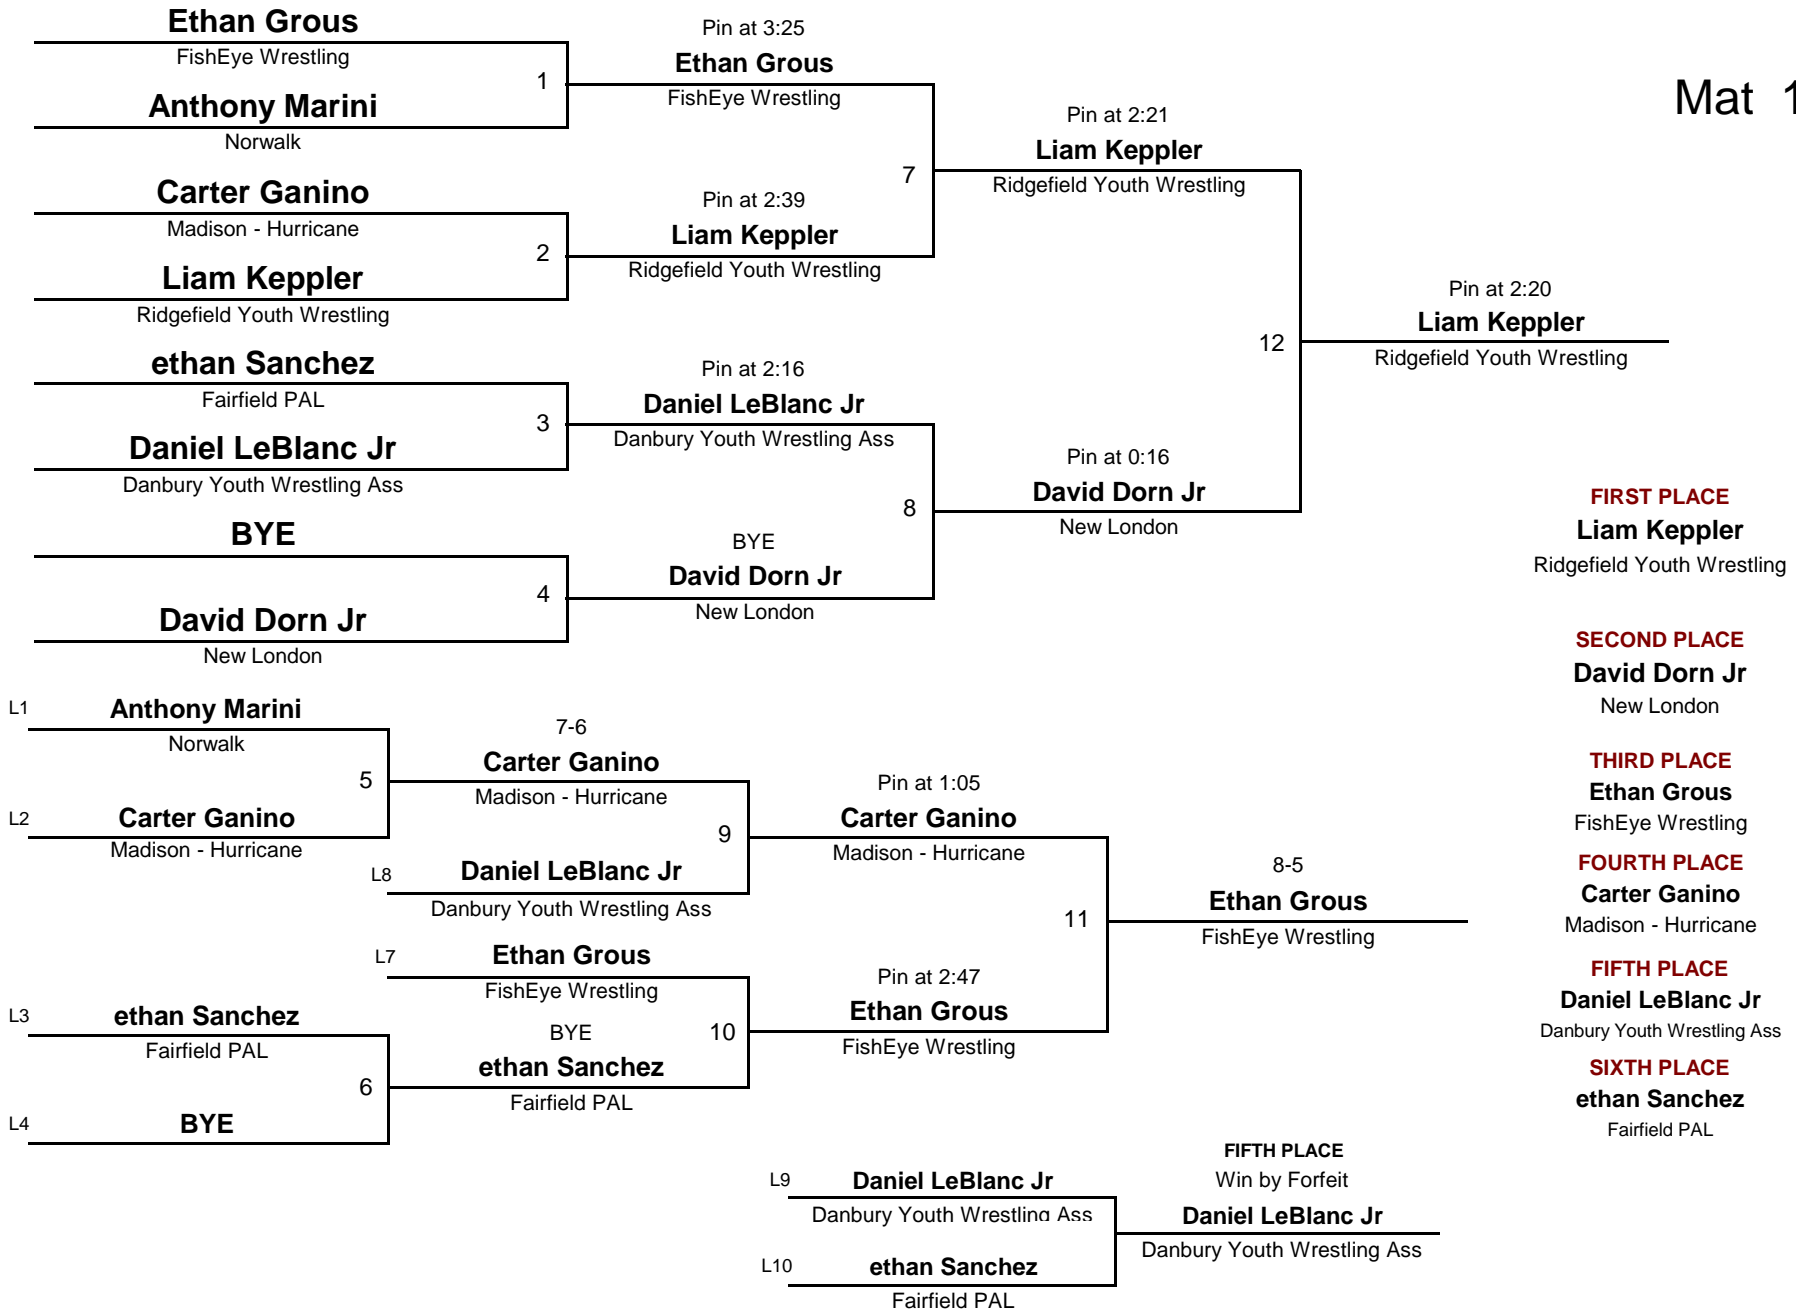 Ethan Grous
FishEye Wrestling
1
Anthony Marini
Norwalk
Carter Ganino
Madison - Hurricane
2
Liam Keppler
Ridgefield Youth Wrestling
ethan Sanchez
Fairfield PAL
3
Daniel LeBlanc Jr
Danbury Youth Wrestling Ass
BYE
4
David Dorn Jr
New London
Pin at 3:25
Ethan Grous
FishEye Wrestling
7
Pin at 2:39
Liam Keppler
Ridgefield Youth Wrestling
Pin at 2:16
Daniel LeBlanc Jr
Danbury Youth Wrestling Ass
8
BYE
David Dorn Jr
New London
Pin at 2:21
Liam Keppler
Ridgefield Youth Wrestling
12
Pin at 0:16
David Dorn Jr
New London
Pin at 2:20
Liam Keppler
Ridgefield Youth Wrestling
Mat 1
L1
Anthony Marini
Norwalk
5
L2
Carter Ganino
Madison - Hurricane
L3
ethan Sanchez
Fairfield PAL
6
L4
BYE
7-6
Carter Ganino
Madison - Hurricane
9
L8
Daniel LeBlanc Jr
Danbury Youth Wrestling Ass
L7
Ethan Grous
FishEye Wrestling
10
BYE
ethan Sanchez
Fairfield PAL
Pin at 1:05
Carter Ganino
Madison - Hurricane
11
Pin at 2:47
Ethan Grous
FishEye Wrestling
8-5
Ethan Grous
FishEye Wrestling
L9
Daniel LeBlanc Jr
Danbury Youth Wrestling Ass
L10
ethan Sanchez
Fairfield PAL
FIFTH PLACE
Win by Forfeit
Daniel LeBlanc Jr
Danbury Youth Wrestling Ass
FIRST PLACE
Liam Keppler
Ridgefield Youth Wrestling
SECOND PLACE
David Dorn Jr
New London
THIRD PLACE
Ethan Grous
FishEye Wrestling
FOURTH PLACE
Carter Ganino
Madison - Hurricane
FIFTH PLACE
Daniel LeBlanc Jr
Danbury Youth Wrestling Ass
SIXTH PLACE
ethan Sanchez
Fairfield PAL